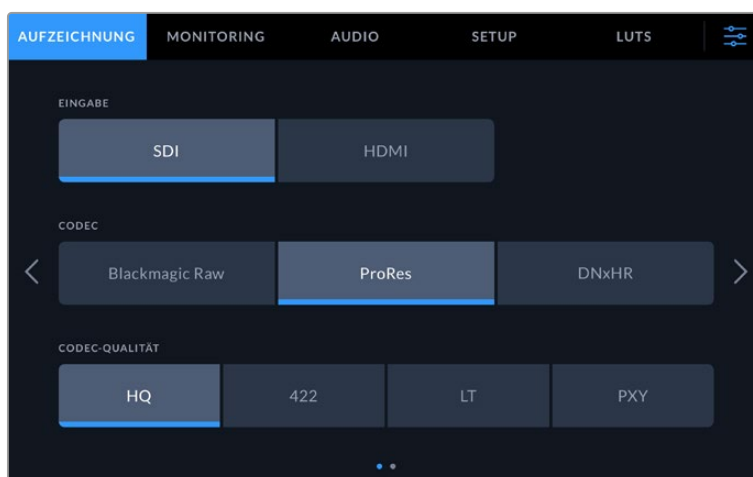 AUFZEICHNUNG MONITORING AUDIO SETUP LUTS
EINGABE
SDI HDMI
CODEC
Blackmagic Raw ProRes DNxHR
CODEC-QUALITÄT
HQ 422 LT PXY